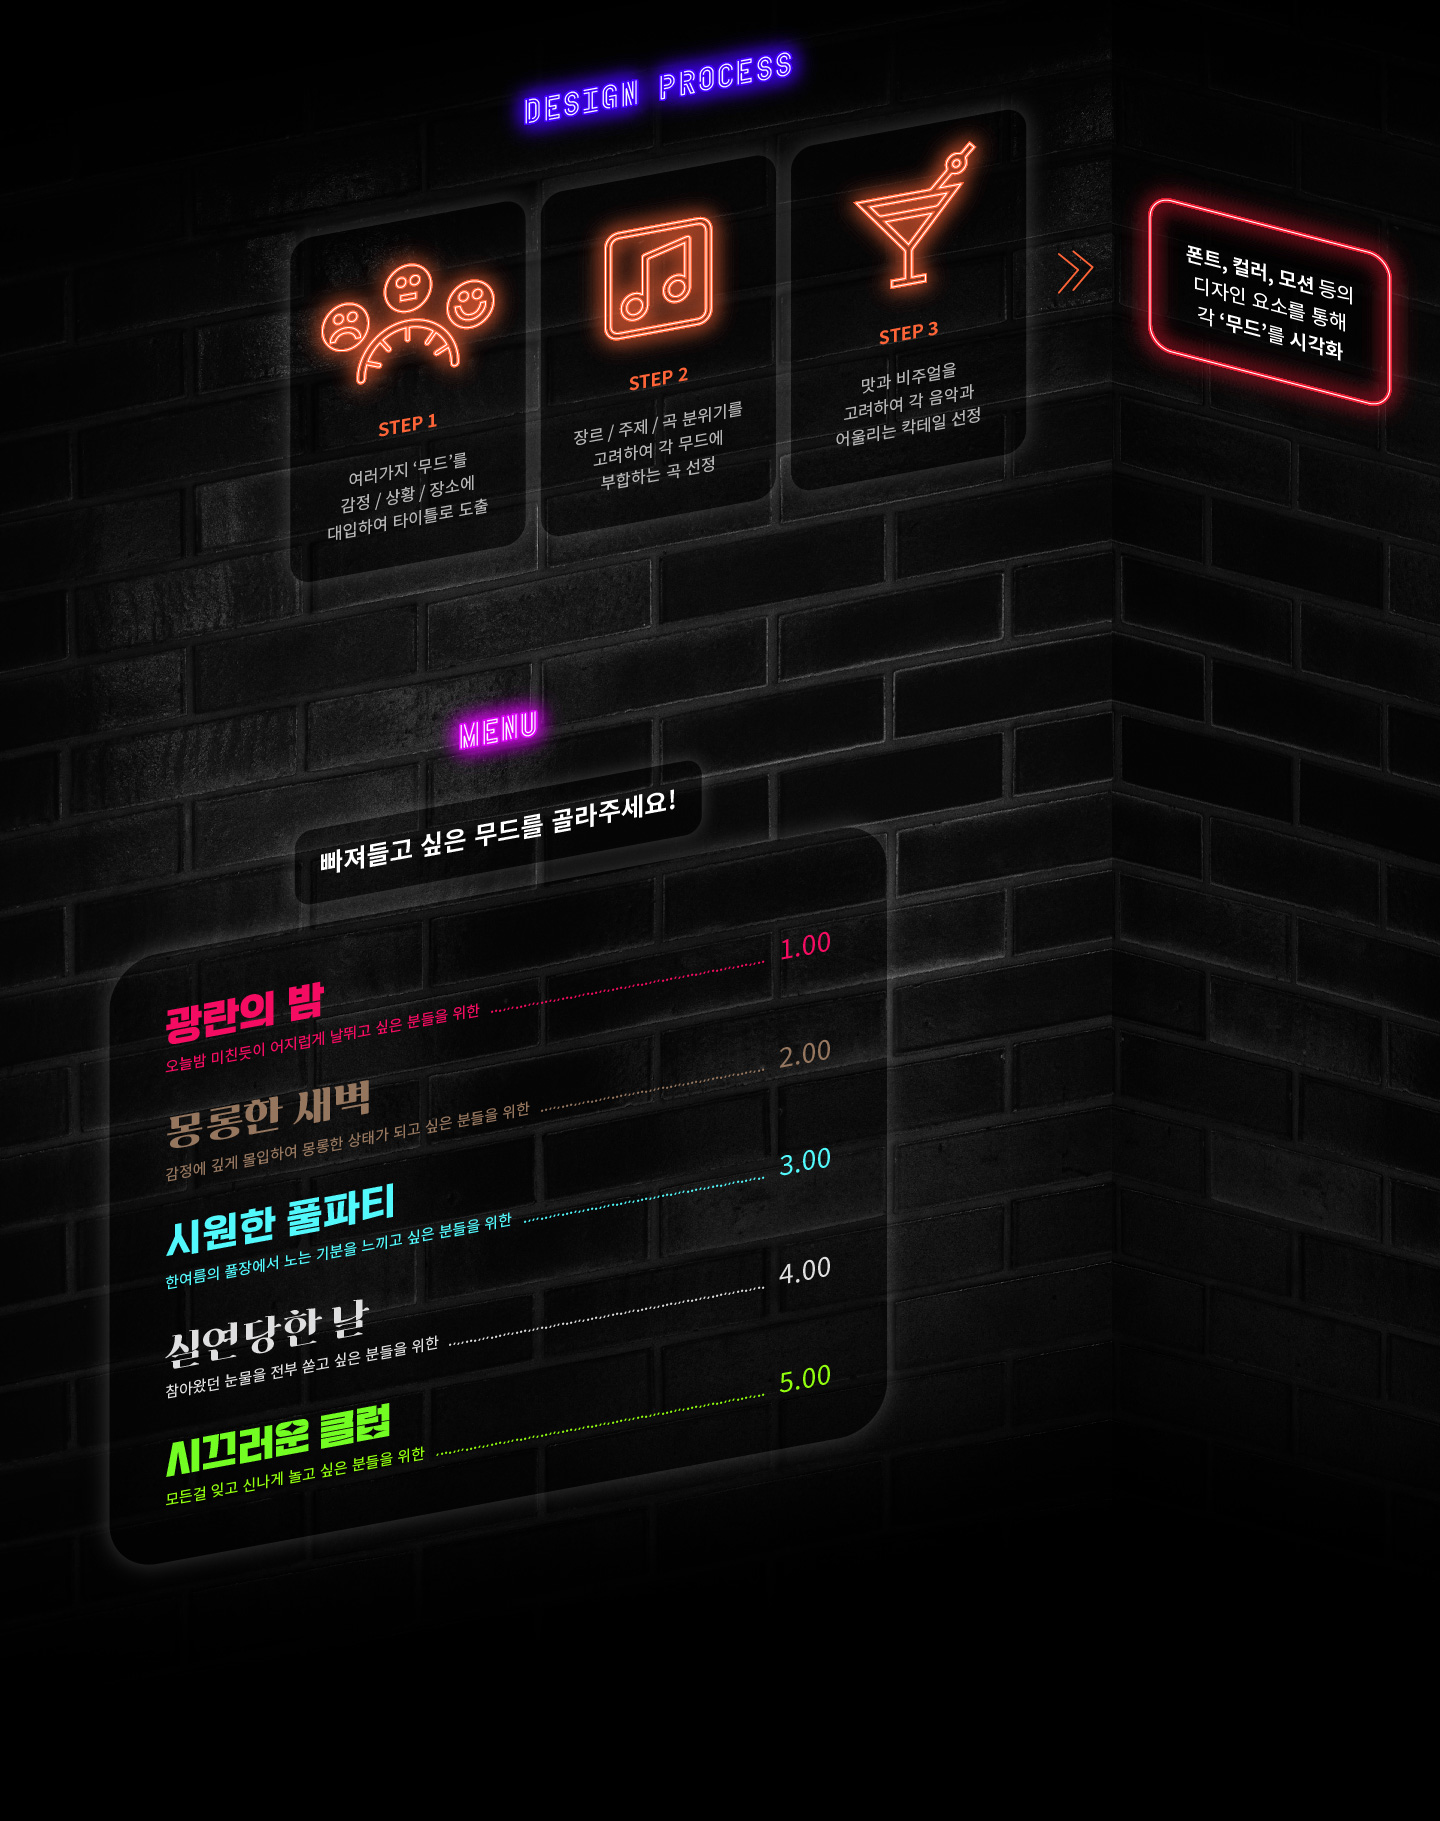 DESIGN PROCESS
STEP 1
여러가지 ‘무드’를
감정 / 상황 / 장소에
대입하여 타이틀로 도출
STEP 2
장르 / 주제 / 곡 분위기를
고려하여 각 무드에
부합하는 곡 선정
STEP 3
맛과 비주얼을
고려하여 각 음악과
어울리는 칵테일 선정
폰트, 컬러, 모션 등의
디자인 요소를 통해
각 ‘무드’를 시각화
MENU
빠져들고 싶은 무드를 골라주세요!
광란의 밤 1.00
오늘밤 미친듯이 어지럽게 날뛰고 싶은 분들을 위한
몽롱한 새벽 2.00
감정에 깊게 몰입하여 몽롱한 상태가 되고 싶은 분들을 위한
시원한 풀파티 3.00
한여름의 풀장에서 노는 기분을 느끼고 싶은 분들을 위한
실연당한 날 4.00
참아왔던 눈물을 전부 쏟고 싶은 분들을 위한
시끄러운 클럽 5.00
모든걸 잊고 신나게 놀고 싶은 분들을 위한